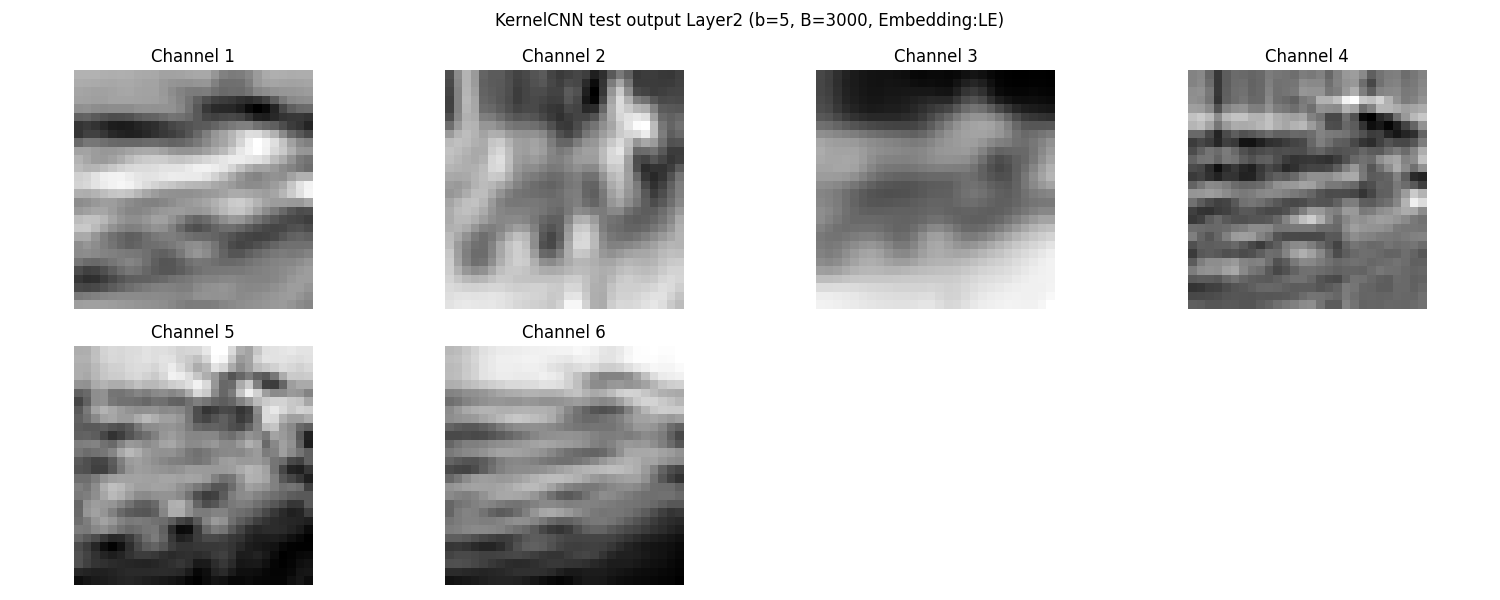 KernelCNN test output Layer2 (b=5, B=3000, Embedding:LE)
Channel 1
Channel 2
Channel 3
Channel 4
Channel 5
Channel 6